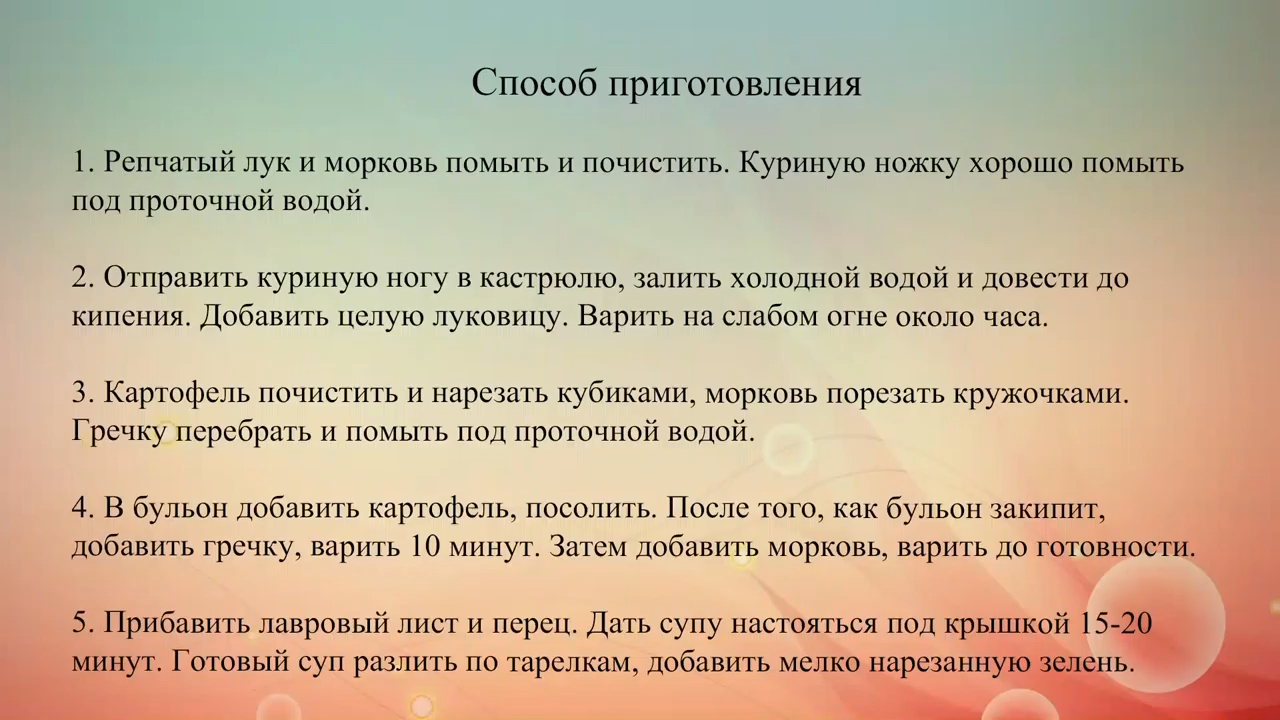 Способ приготовления
1. Репчатый лук и морковь помыть и почистить. Куриную ножку хорошо помыть
под проточной водой.
2. Отправить куриную ногу в кастрюлю, залить холодной водой и довести до
кипения. Добавить целую луковицу. Варить на слабом огне около часа.
3. Картофель почистить и нарезать кубиками, морковь порезать кружочками.
Гречку перебрать и помыть под проточной водой.
4. В бульон добавить картофель, посолить. После того, как бульон закипит,
добавить гречку, варить 10 минут. Затем добавить морковь, варить до готовности.
5. Прибавить лавровый лист и перец. Дать супу настояться под крышкой 15-20
минут. Готовый суп разлить по тарелкам, добавить мелко нарезанную зелень.